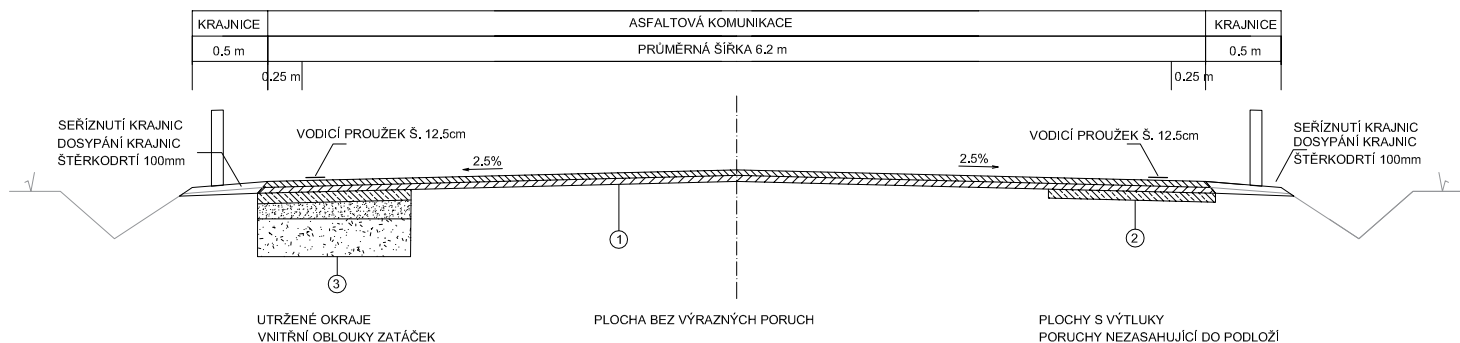 KRAJNICE
ASFALTOVÁ KOMUNIKACE
KRAJNICE
0.5 m
PRŮMĚRNÁ ŠÍŘKA 6.2 m
0.5 m
0.25 m
0.25 m
SEŘÍZNUTÍ KRAJNIC
DOSYPÁNÍ KRAJNIC
ŠTĚRKODRTÍ 100mm
VODICÍ PROUŽEK Š. 12.5cm
2.5%
2.5%
VODICÍ PROUŽEK Š. 12.5cm
SEŘÍZNUTÍ KRAJNIC
DOSYPÁNÍ KRAJNIC
ŠTĚRKODRTÍ 100mm
1
2
3
UTRŽENÉ OKRAJE
VNITŘNÍ OBLOUKY ZATÁČEK
PLOCHA BEZ VÝRAZNÝCH PORUCH
PLOCHY S VÝTLUKY
PORUCHY NEZASAHUJÍCÍ DO PODLOŽÍ